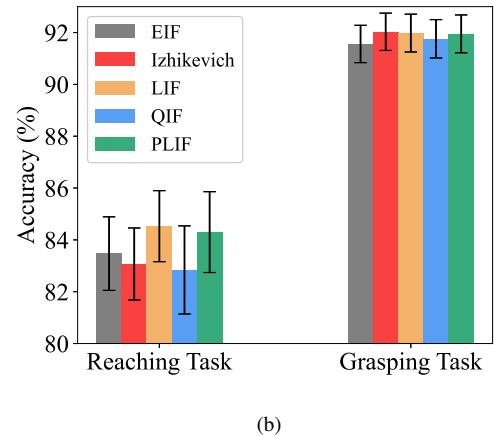 Accuracy (%)
92
90
88
86
84
82
80
EIF
Izhikevich
LIF
QIF
PLIF
Reaching Task
Grasping Task
(b)